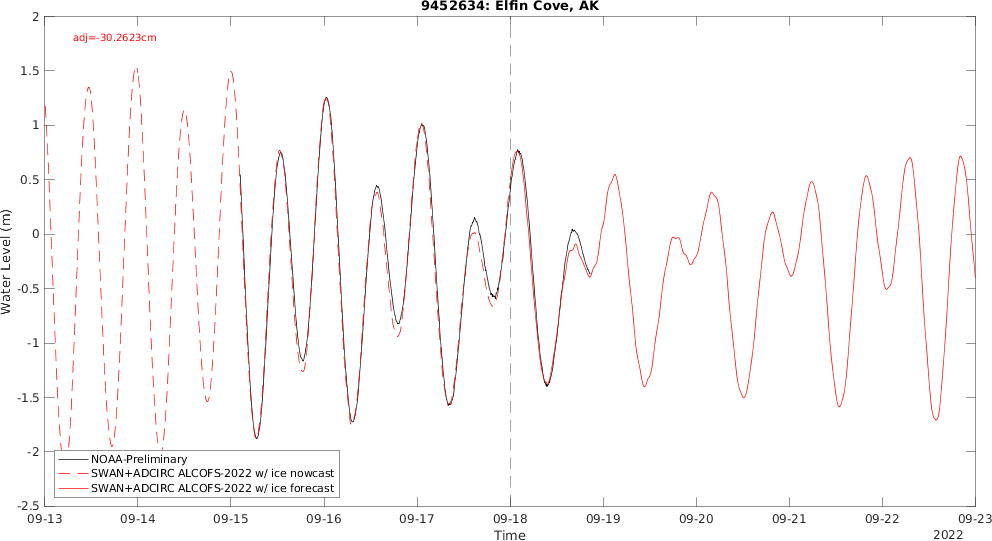 9452634: Elfin Cove, AK
adj=-30.2623cm
2
1.5
1
0.5
0
-0.5
-1
-1.5
-2
-2.5
Water Level (m)
NOAA-Preliminary
SWAN+ADCIRC ALCOFS-2022 w/ ice nowcast
SWAN+ADCIRC ALCOFS-2022 w/ ice forecast
09-13 09-14 09-15 09-16 09-17 09-18 09-19 09-20 09-21 09-22 09-23
Time
2022